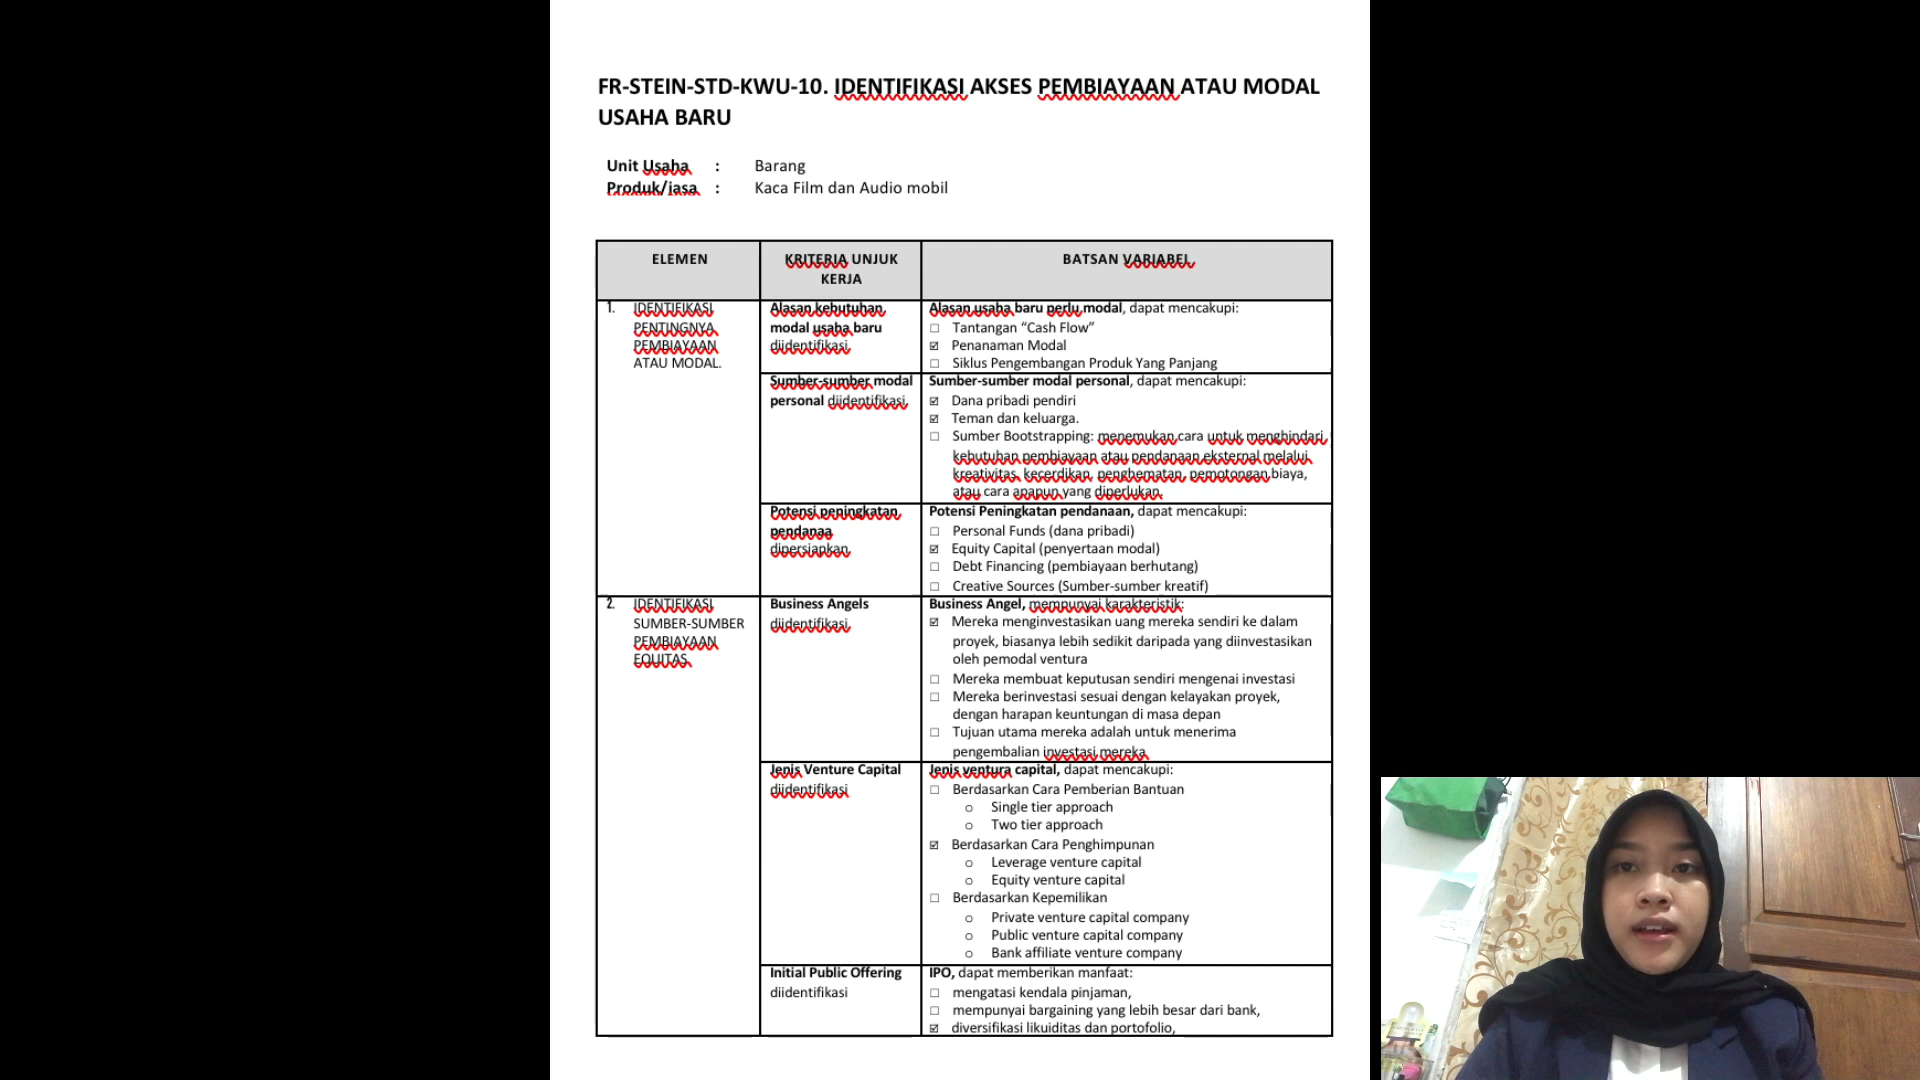 FR-STEIN-STD-KWU-10. IDENTIFIKASI AKSES PEMBIAYAAN ATAU MODAL
USAHA BARU
Unit Usaha : Barang
Produk/jasa : Kaca Film dan Audio mobil
ELEMEN
KRITERIA UNJUK
KERJA
BATSAN VARIABEL
1. IDENTIFIKASI
PENTINGNYA
PEMBIAYAAN
ATAU MODAL.
Alasan kebutuhan
modal usaha baru
diidentifikasi.
Alasan usaha baru perlu modal, dapat mencakupi:
☐ Tantangan “Cash Flow”
☑ Penanaman Modal
☐ Siklus Pengembangan Produk Yang Panjang
Sumber-sumber modal
personal diidentifikasi.
Sumber-sumber modal personal, dapat mencakupi:
☑ Dana pribadi pendiri
☑ Teman dan keluarga.
☐ Sumber Bootstrapping: menemukan cara untuk menghindari
kebutuhan pembiayaan atau pendanaan eksternal melalui
kreativitas, kecerdikan, penghematan, pemotongan biaya,
atau cara apapun yang diperlukan.
Potensi peningkatan
pendanaa
dipersiapkan.
Potensi Peningkatan pendanaan, dapat mencakupi:
☐ Personal Funds (dana pribadi)
☑ Equity Capital (penyertaan modal)
☐ Debt Financing (pembiayaan berhutang)
☐ Creative Sources (Sumber-sumber kreatif)
2. IDENTIFIKASI
SUMBER-SUMBER
PEMBIAYAAN
EQUITAS.
Business Angels
diidentifikasi.
Business Angel, mempunyai karakteristik:
☑ Mereka menginvestasikan uang mereka sendiri ke dalam
proyek, biasanya lebih sedikit daripada yang diinvestasikan
oleh pemodal ventura
☐ Mereka membuat keputusan sendiri mengenai investasi
☐ Mereka berinvestasi sesuai dengan kelayakan proyek,
dengan harapan keuntungan di masa depan
☐ Tujuan utama mereka adalah untuk menerima
pengembalian investasi mereka
Jenis Venture Capital
diidentifikasi
Jenis ventura capital, dapat mencakupi:
☐ Berdasarkan Cara Pemberian Bantuan
o Single tier approach
o Two tier approach
☑ Berdasarkan Cara Penghimpunan
o Leverage venture capital
o Equity venture capital
☐ Berdasarkan Kepemilikan
o Private venture capital company
o Public venture capital company
o Bank affiliate venture company
Initial Public Offering
diidentifikasi
IPO, dapat memberikan manfaat:
☐ mengatasi kendala pinjaman,
☐ mempunyai bargaining yang lebih besar dari bank,
☑ diversifikasi likuiditas dan portofolio,